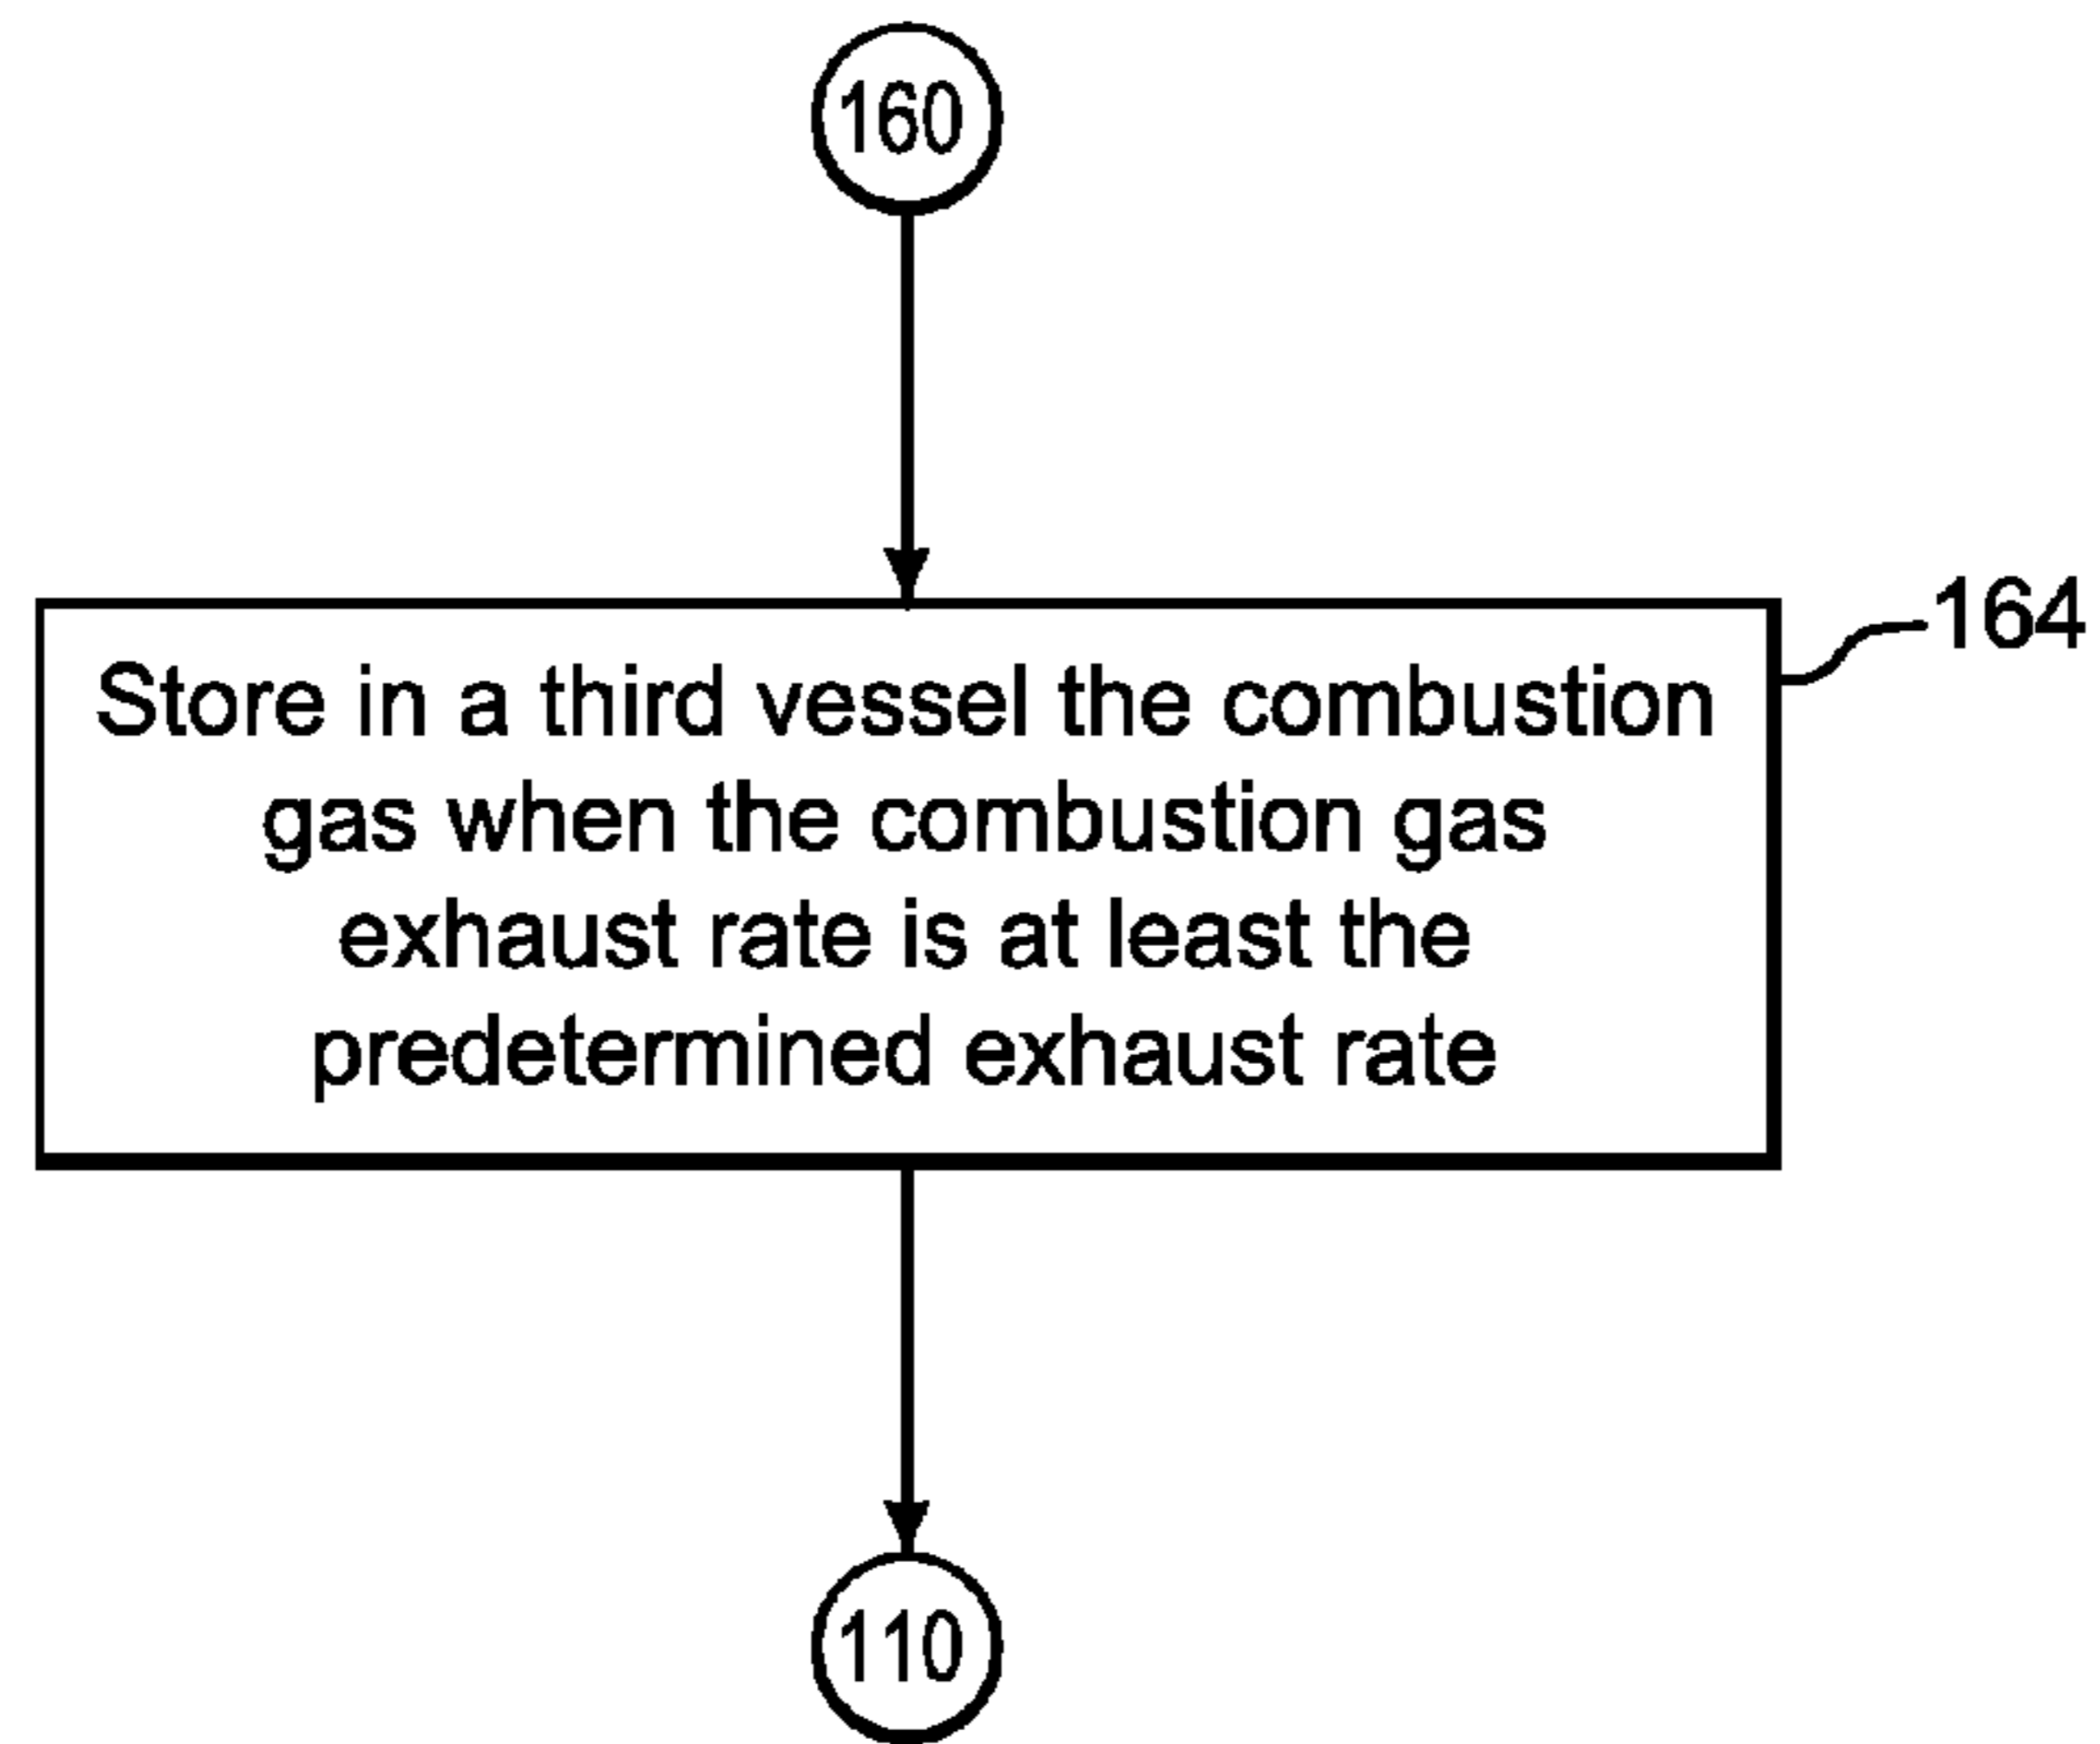 160
164
Store in a third vessel the combustion
gas when the combustion gas
exhaust rate is at least the
predetermined exhaust rate
110